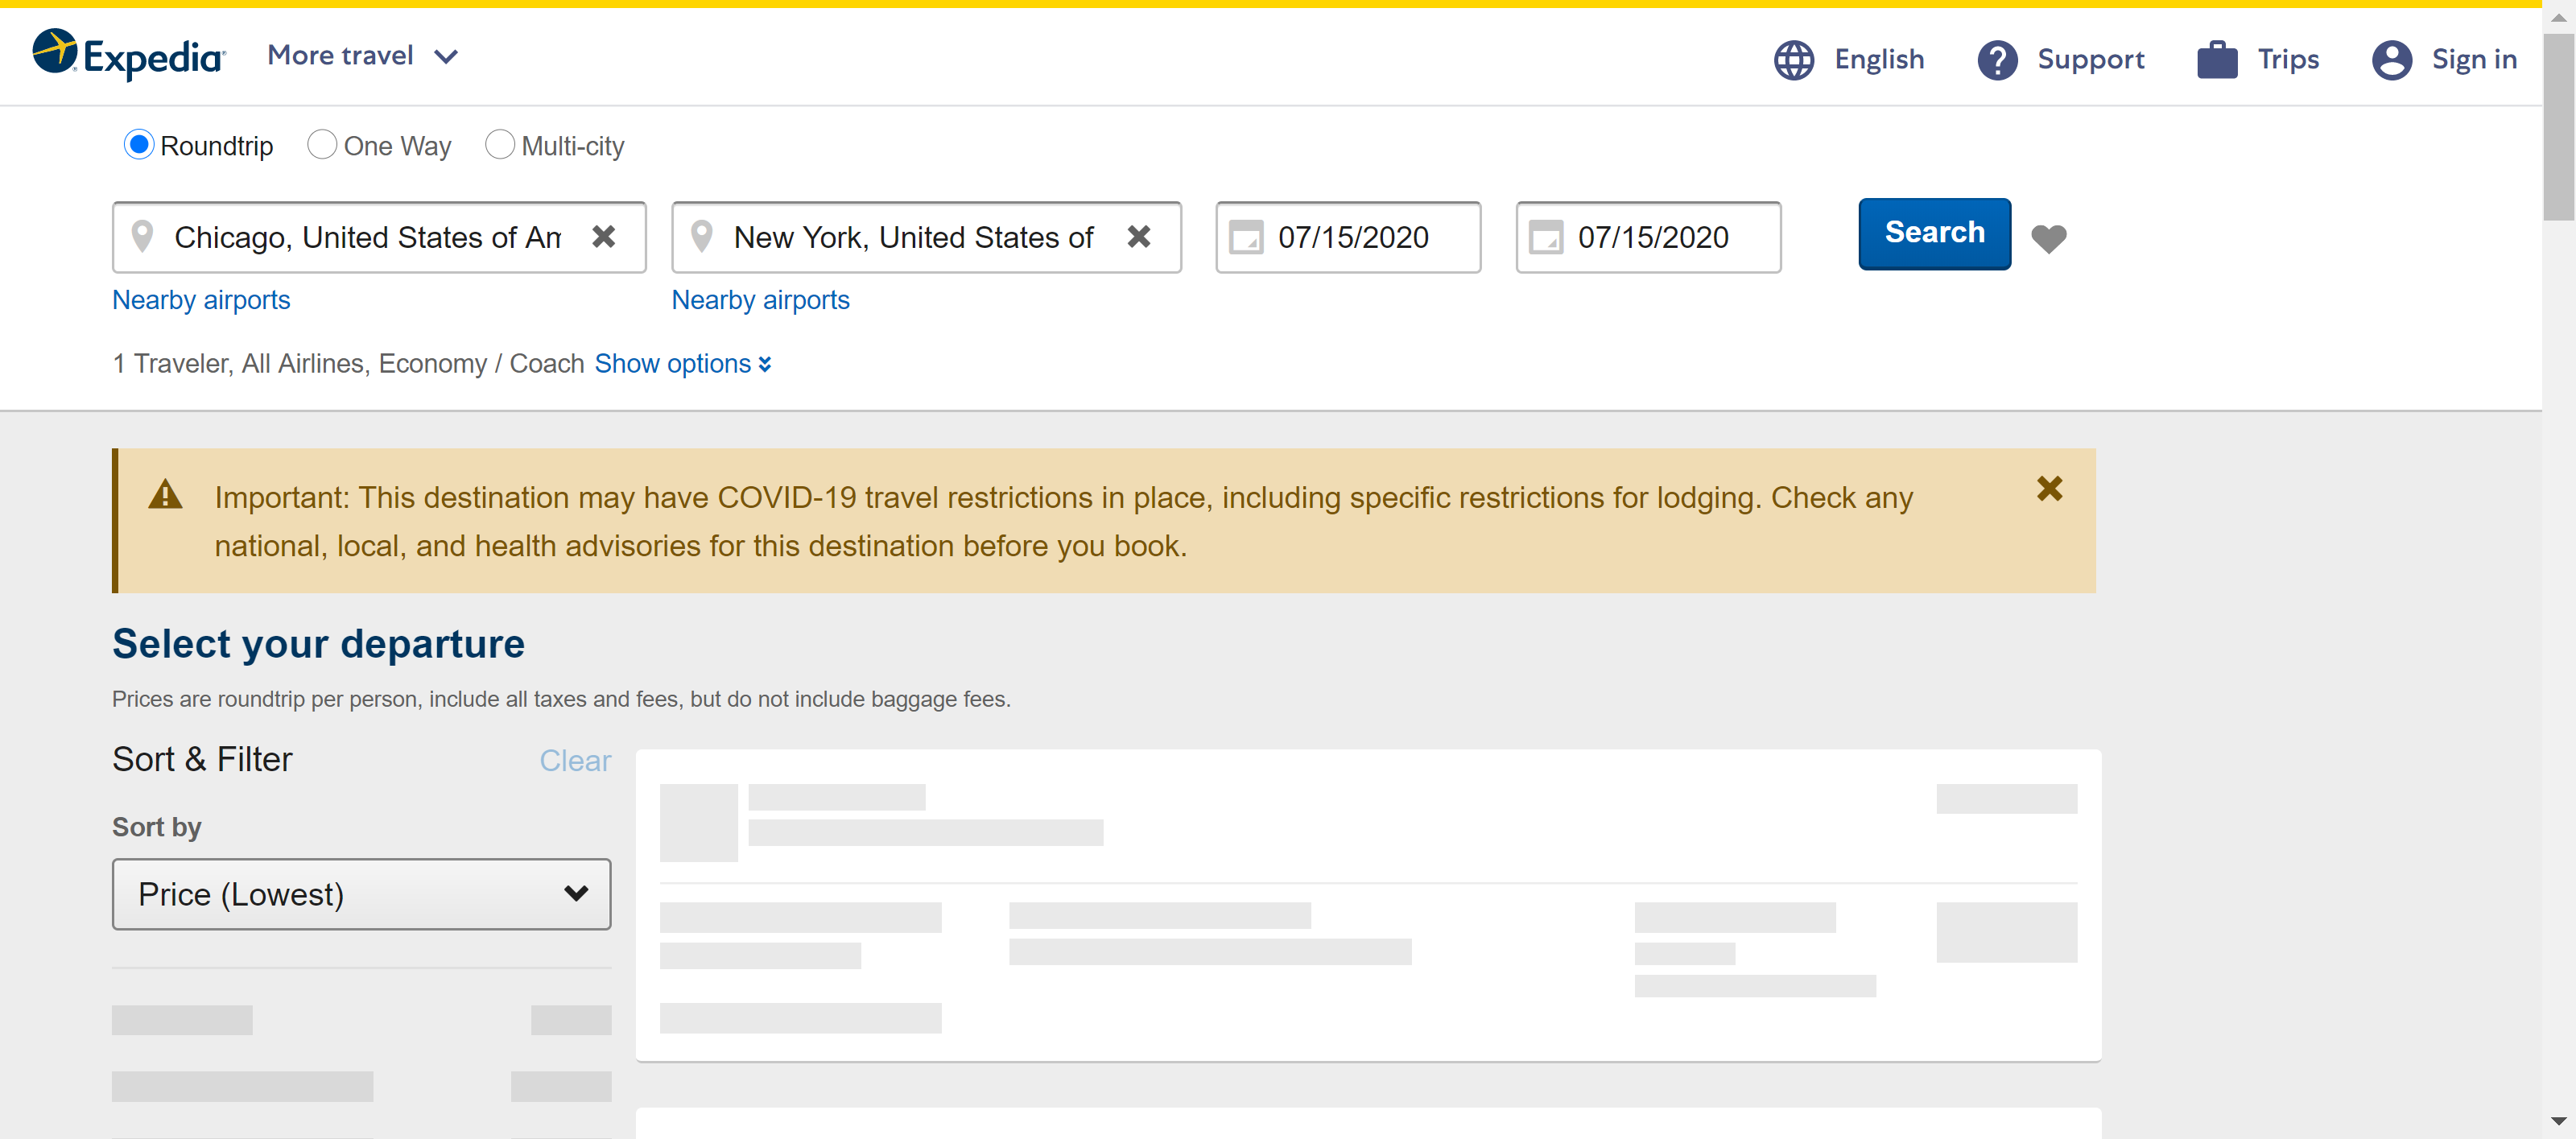 Expedia
More travel
English
Support
Trips
Sign in
Roundtrip
One Way
Multi-city
Chicago, United States of Am
New York, United States of
07/15/2020
07/15/2020
Search
Nearby airports
Nearby airports
1 Traveler, All Airlines, Economy / Coach Show options
Important: This destination may have COVID-19 travel restrictions in place, including specific restrictions for lodging. Check any
national, local, and health advisories for this destination before you book.
Select your departure
Prices are roundtrip per person, include all taxes and fees, but do not include baggage fees.
Sort & Filter
Clear
Sort by
Price (Lowest)